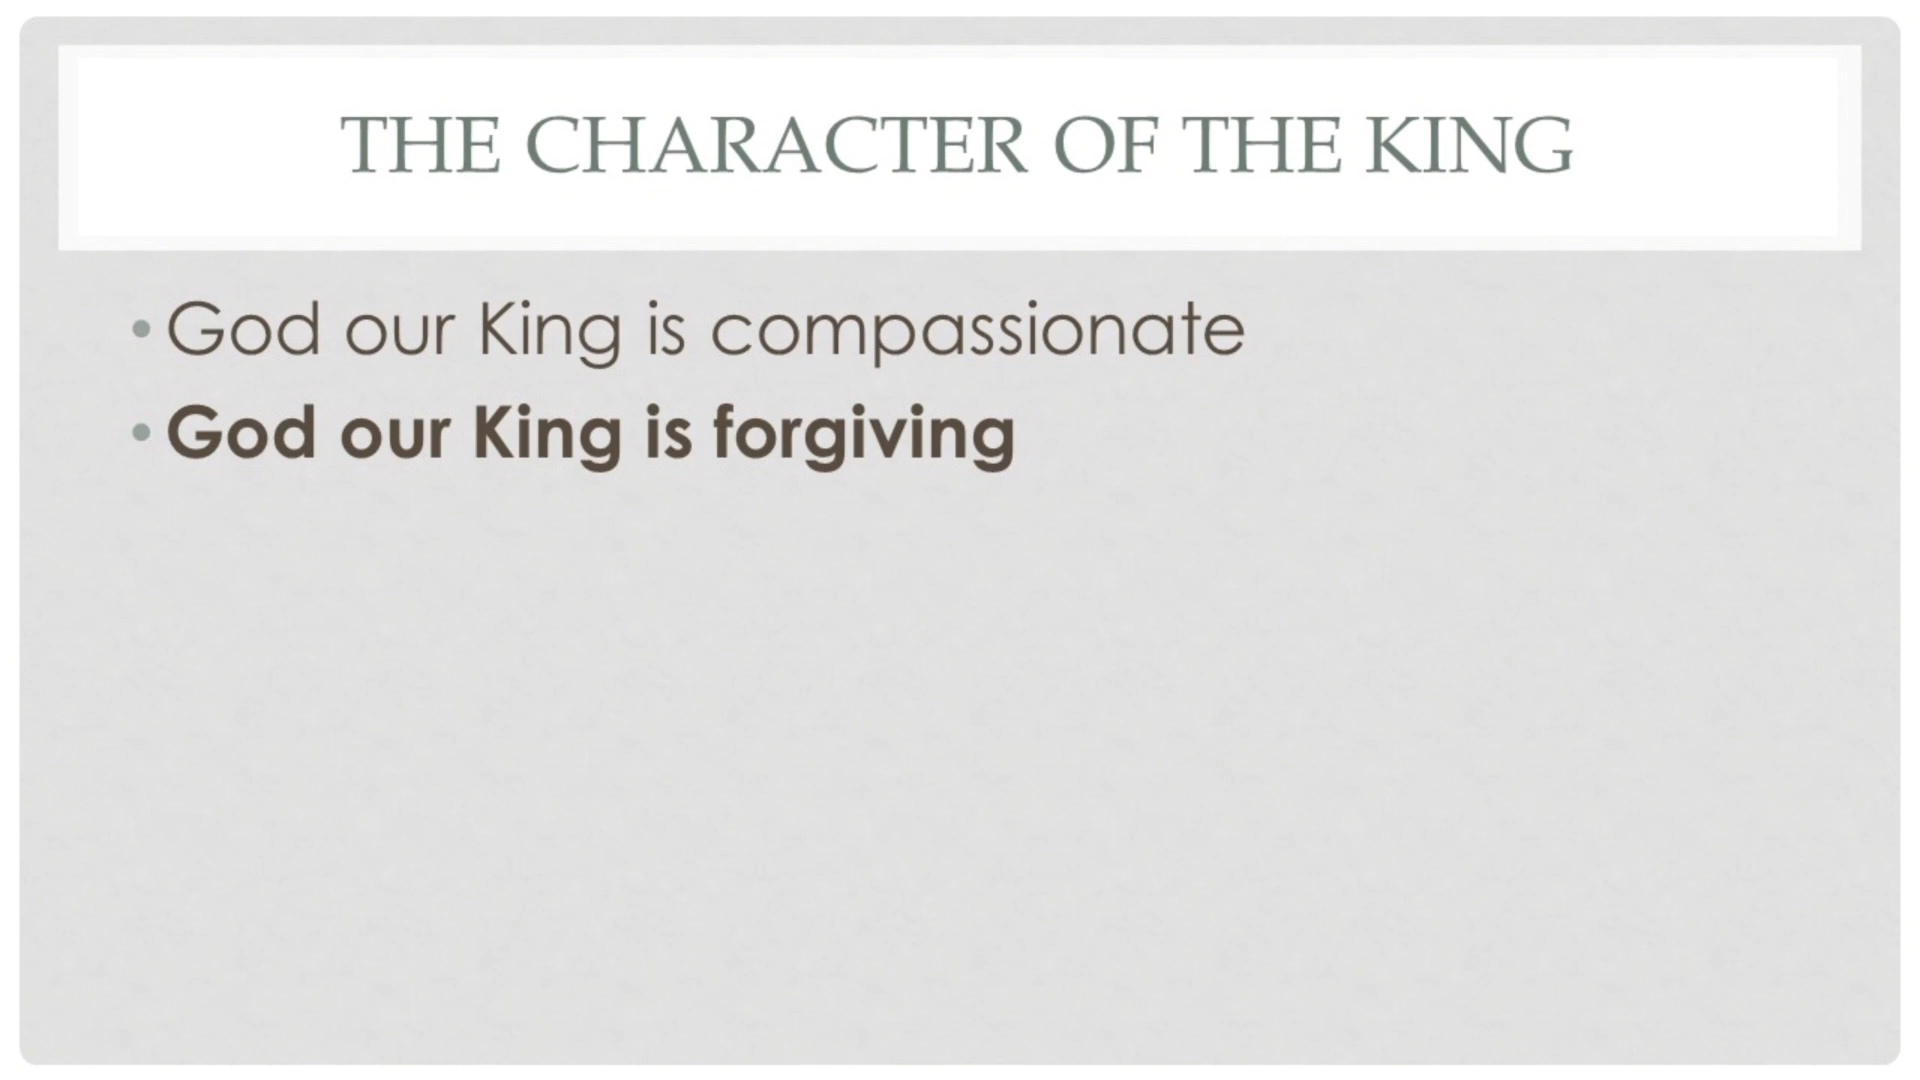 THE CHARACTER OF THE KING
• God our King is compassionate
• God our King is forgiving